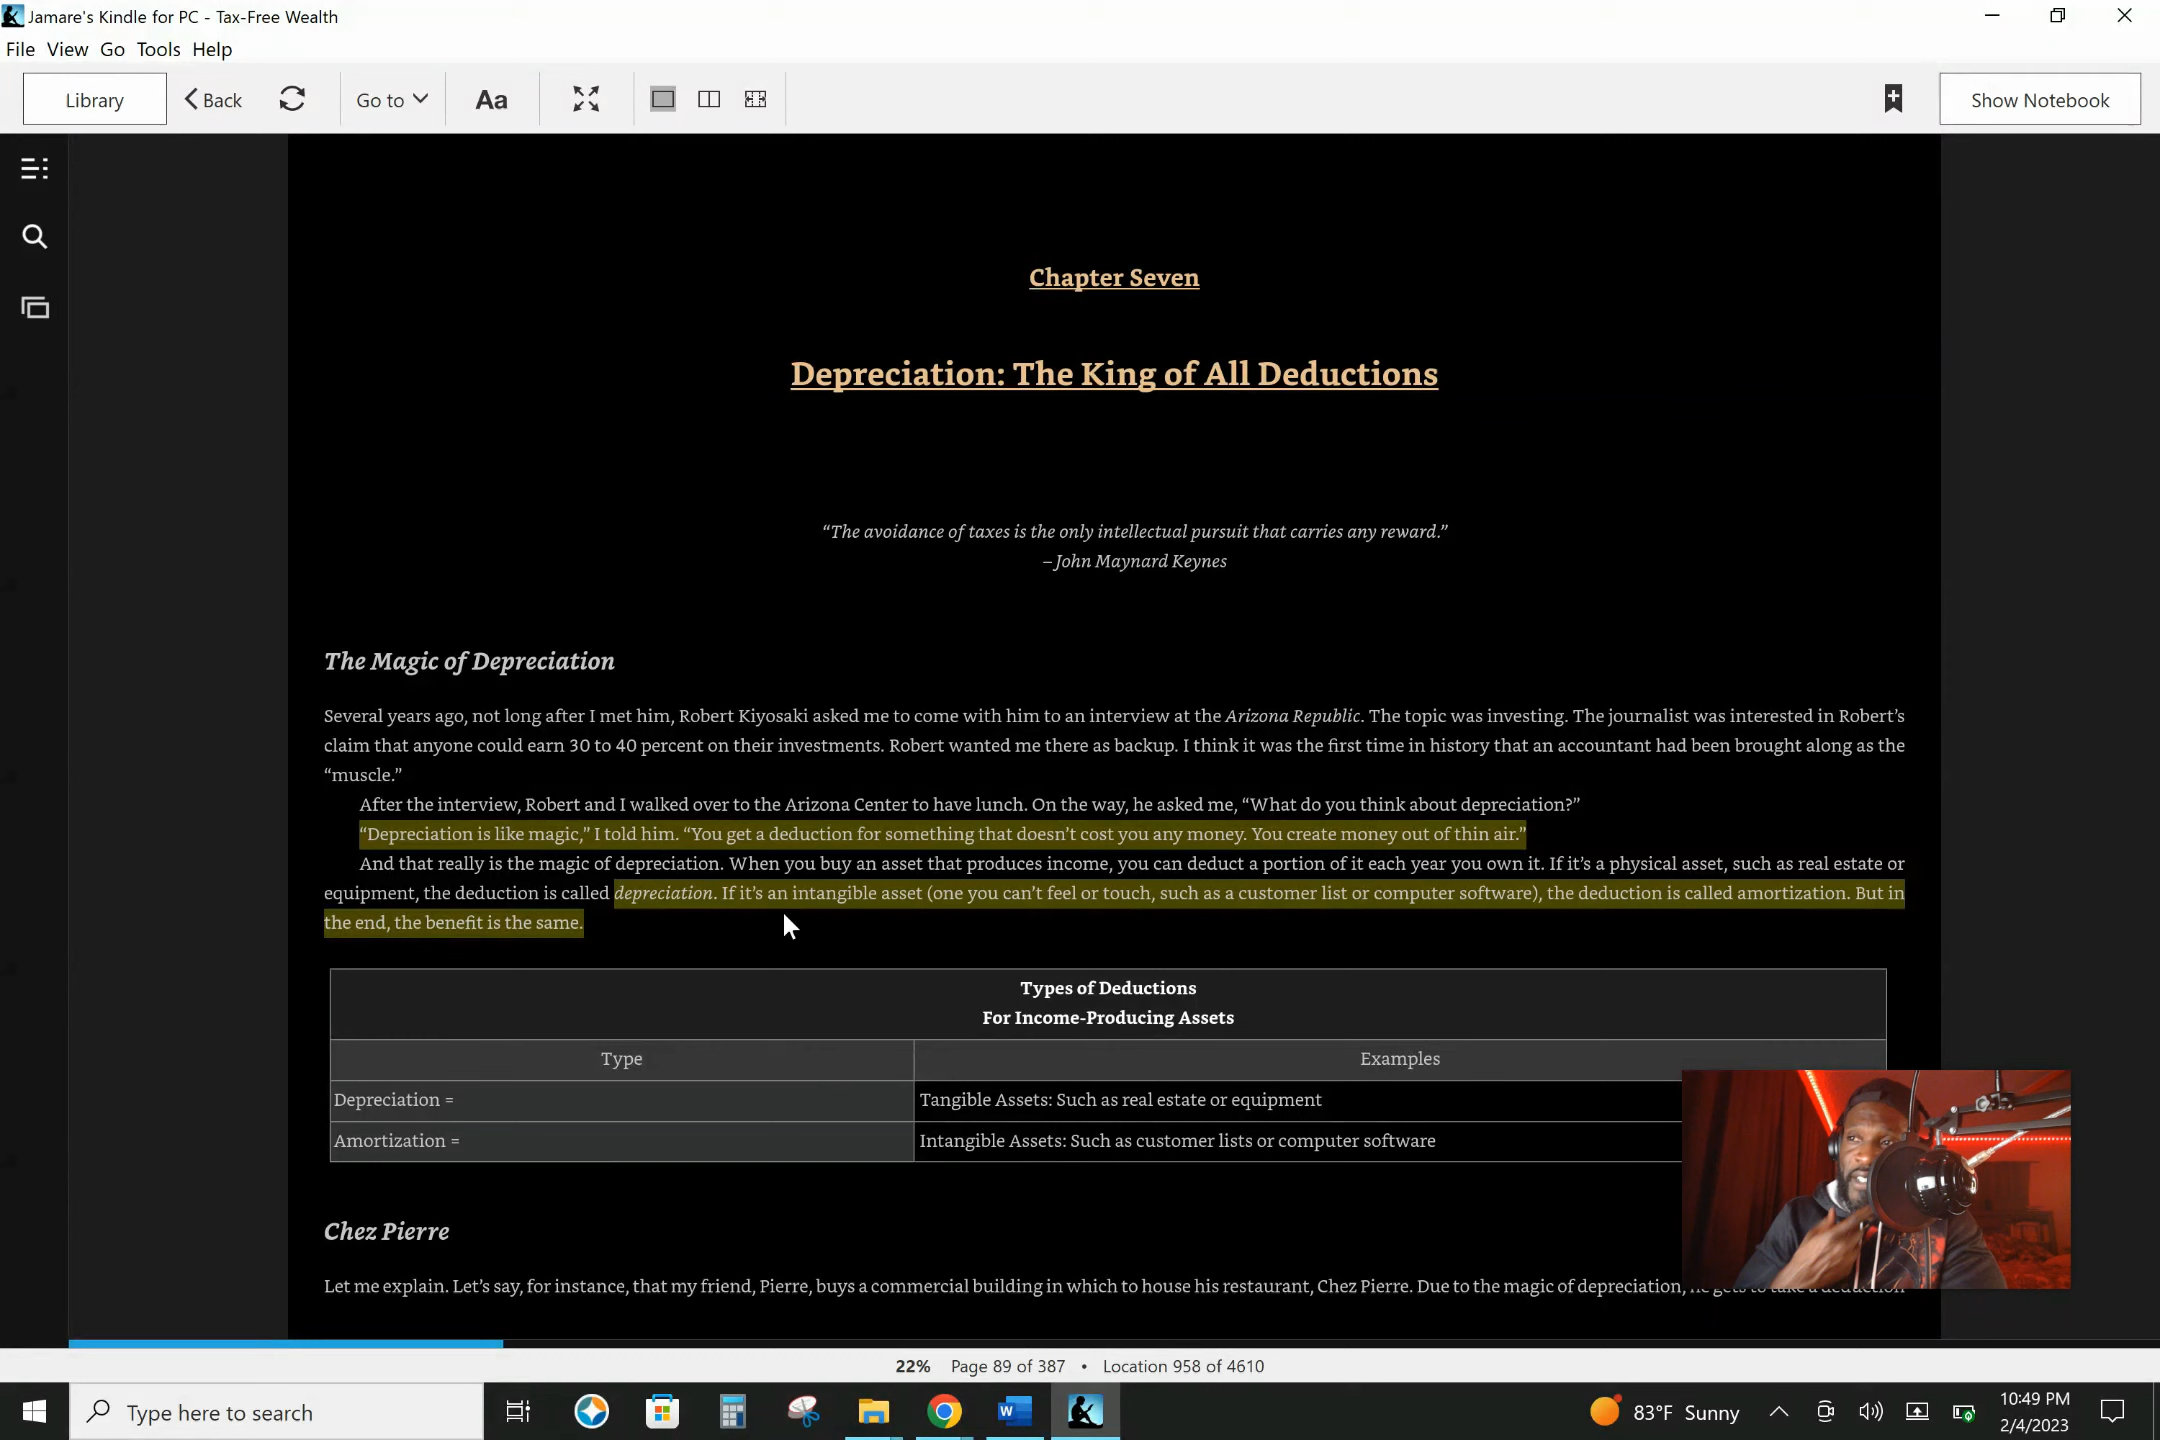 Jamare's Kindle for PC - Tax-Free Wealth
File View Go Tools Help
Library
Back
Go to
Aa
Show Notebook
Chapter Seven
Depreciation: The King of All Deductions
“The avoidance of taxes is the only intellectual pursuit that carries any reward.”
– John Maynard Keynes
The Magic of Depreciation
Several years ago, not long after I met him, Robert Kiyosaki asked me to come with him to an interview at the Arizona Republic. The topic was investing. The journalist was interested in Robert’s
claim that anyone could earn 30 to 40 percent on their investments. Robert wanted me there as backup. I think it was the first time in history that an accountant had been brought along as the
“muscle.”
After the interview, Robert and I walked over to the Arizona Center to have lunch. On the way, he asked me, “What do you think about depreciation?”
“Depreciation is like magic,” I told him. “You get a deduction for something that doesn’t cost you any money. You create money out of thin air.”
And that really is the magic of depreciation. When you buy an asset that produces income, you can deduct a portion of it each year you own it. If it’s a physical asset, such as real estate or
equipment, the deduction is called depreciation. If it’s an intangible asset (one you can’t feel or touch, such as a customer list or computer software), the deduction is called amortization. But in
the end, the benefit is the same.
Types of Deductions
For Income-Producing Assets
Type Examples
Depreciation = Tangible Assets: Such as real estate or equipment
Amortization = Intangible Assets: Such as customer lists or computer software
Chez Pierre
Let me explain. Let’s say, for instance, that my friend, Pierre, buys a commercial building in which to house his restaurant, Chez Pierre. Due to the magic of depreciation,
22% Page 89 of 387 • Location 958 of 4610
Type here to search
83°F Sunny
10:49 PM
2/4/2023